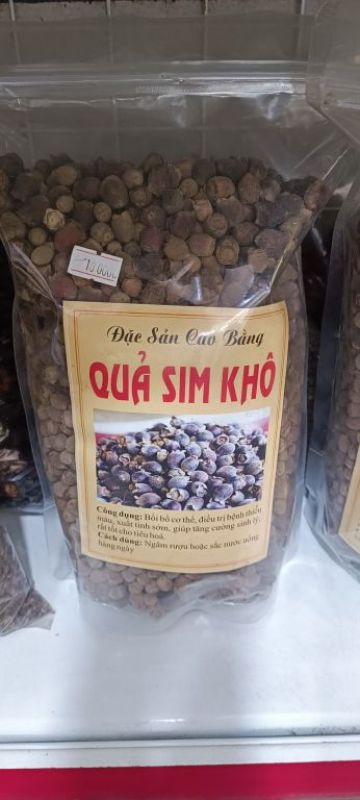 Đặc Sản Cao Bằng
QUẢ SIM KHÔ
Công dụng: Bồi bổ cơ thể, điều trị bệnh thiếu
máu, xuất tinh sớm, giúp tăng cường sinh lý,
rất tốt cho tiêu hoá.
Cách dùng: Ngâm rượu hoặc sắc nước uống
hàng ngày